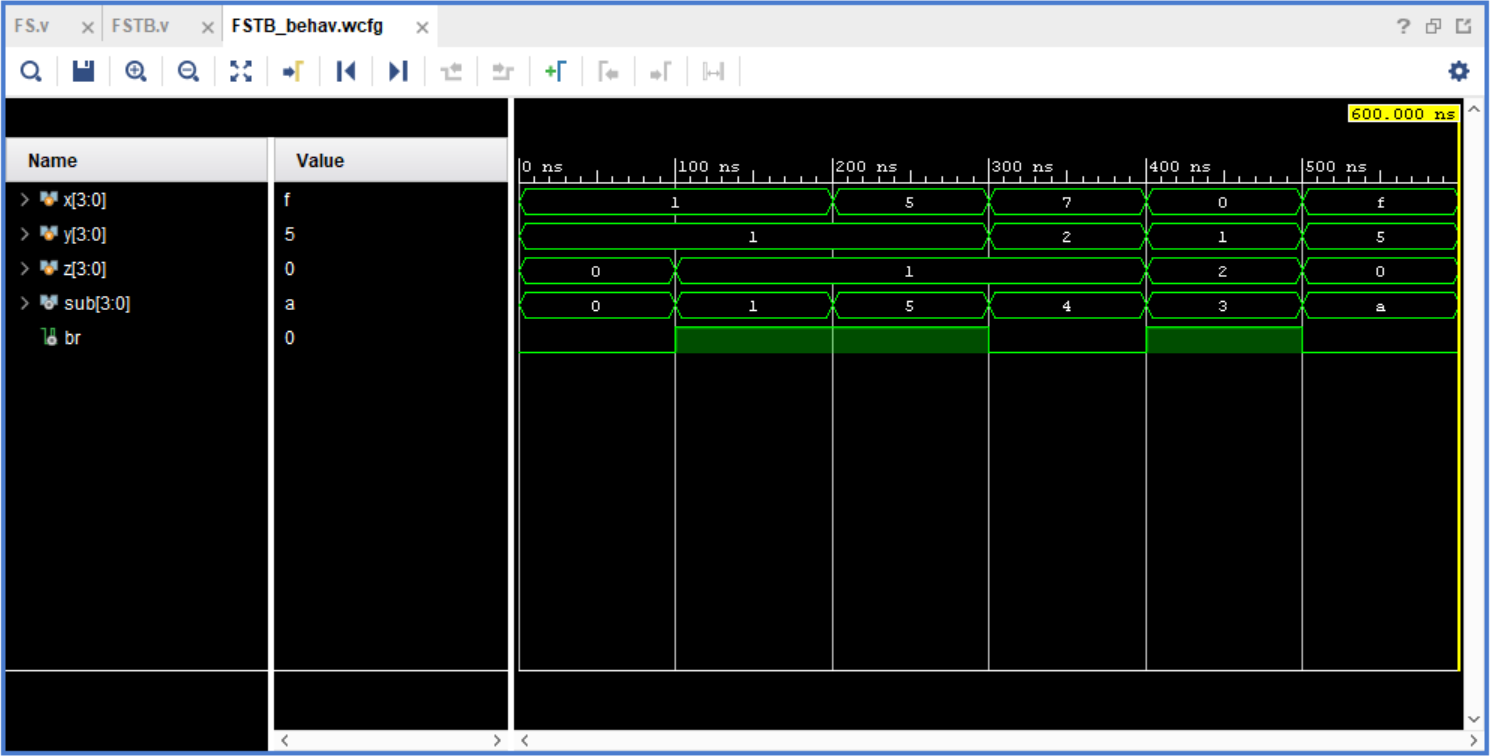 FS.v × FSTB.v × FSTB_behav.wcfg ×
?
600.000 ns
Name Value 0 ns 100 ns 200 ns 300 ns 400 ns 500 ns
x[3:0] f 1 5 7 0 f
y[3:0] 5 1 2 1 5
z[3:0] 0 0 1 2 0
sub[3:0] a 0 1 5 4 3 a
br 0